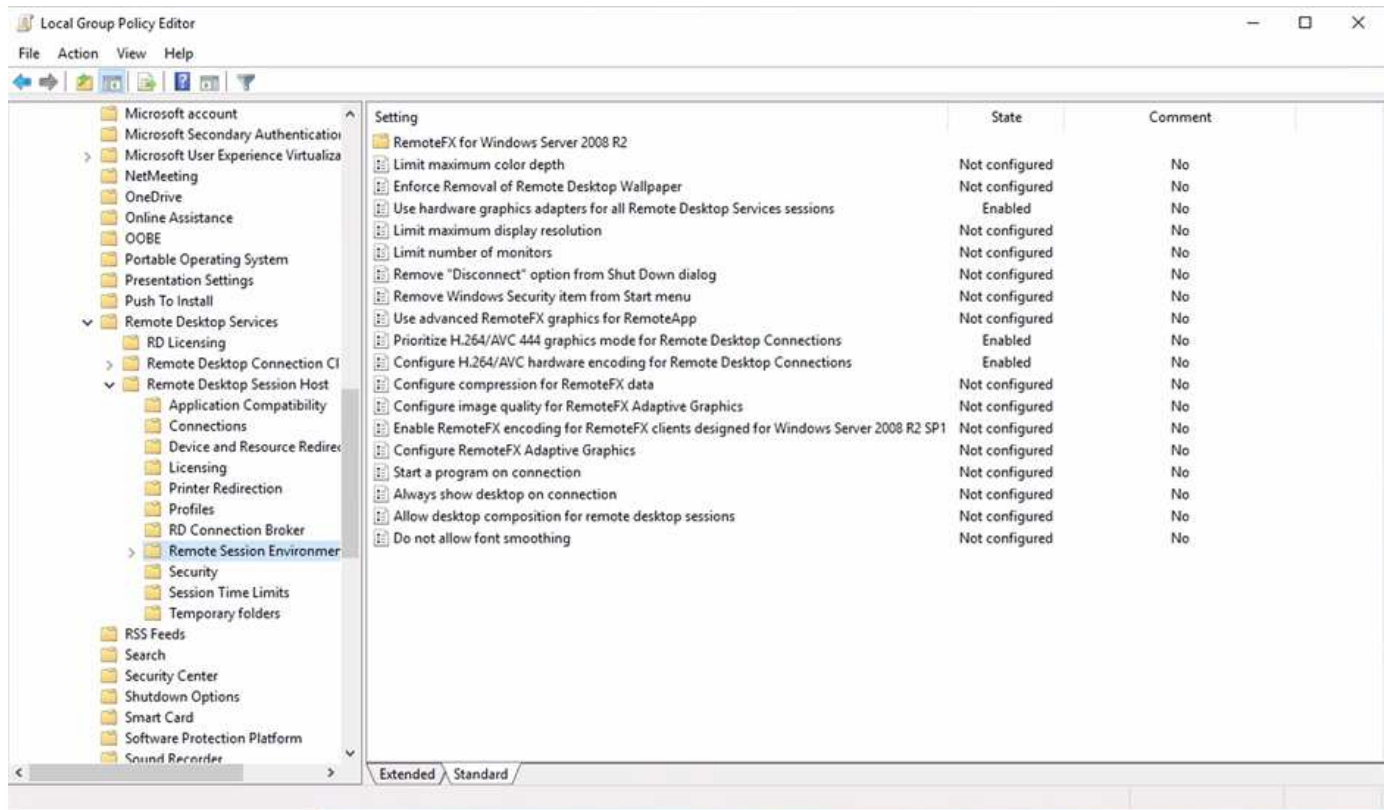 Local Group Policy Editor
File Action View Help
Microsoft account
Microsoft Secondary Authentication
Microsoft User Experience Virtualiza
NetMeeting
OneDrive
Online Assistance
OOBE
Portable Operating System
Presentation Settings
Push To Install
Remote Desktop Services
RD Licensing
Remote Desktop Connection Cl
Remote Desktop Session Host
Application Compatibility
Connections
Device and Resource Redirec
Licensing
Printer Redirection
Profiles
RD Connection Broker
Remote Session Environmen
Security
Session Time Limits
Temporary folders
RSS Feeds
Search
Security Center
Shutdown Options
Smart Card
Software Protection Platform
Sound Recorder
Setting State Comment
RemoteFX for Windows Server 2008 R2
Limit maximum color depth Not configured No
Enforce Removal of Remote Desktop Wallpaper Not configured No
Use hardware graphics adapters for all Remote Desktop Services sessions Enabled No
Limit maximum display resolution Not configured No
Limit number of monitors Not configured No
Remove "Disconnect" option from Shut Down dialog Not configured No
Remove Windows Security item from Start menu Not configured No
Use advanced RemoteFX graphics for RemoteApp Not configured No
Prioritize H.264/AVC 444 graphics mode for Remote Desktop Connections Enabled No
Configure H.264/AVC hardware encoding for Remote Desktop Connections Enabled No
Configure compression for RemoteFX data Not configured No
Configure image quality for RemoteFX Adaptive Graphics Not configured No
Enable RemoteFX encoding for RemoteFX clients designed for Windows Server 2008 R2 SP1 Not configured No
Configure RemoteFX Adaptive Graphics Not configured No
Start a program on connection Not configured No
Always show desktop on connection Not configured No
Allow desktop composition for remote desktop sessions Not configured No
Do not allow font smoothing Not configured No
Extended Standard